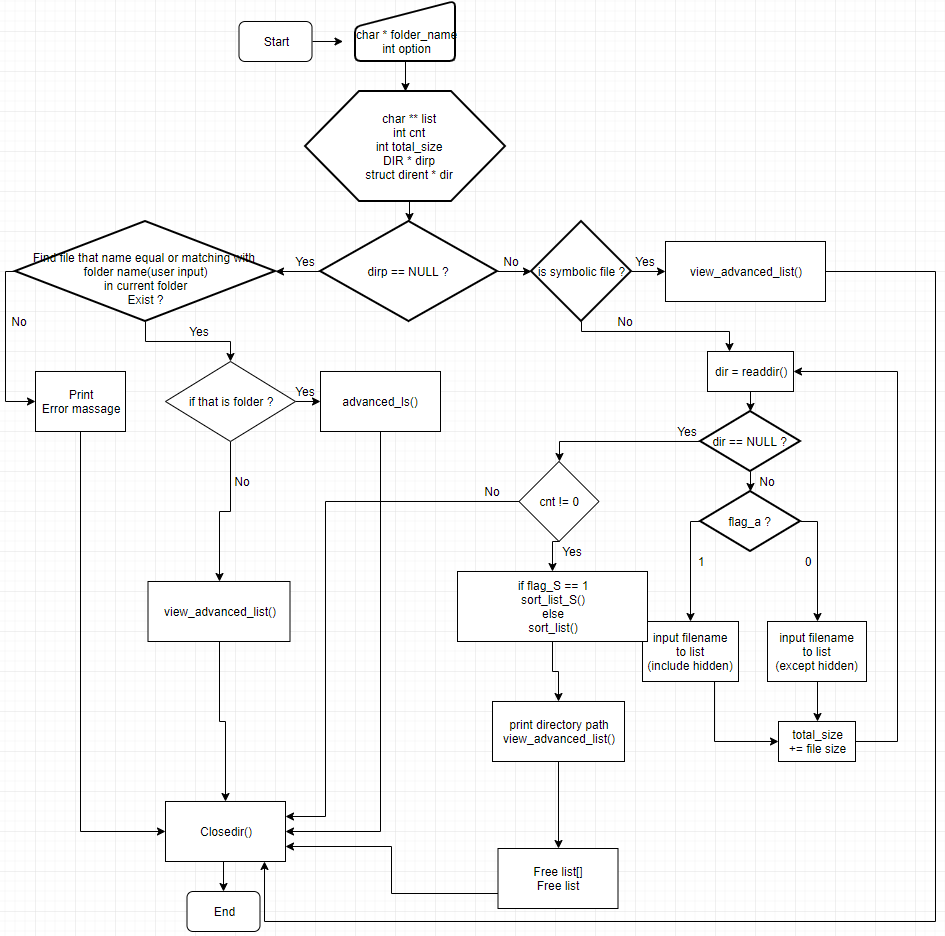 Start
char * folder_name
int option
char ** list
int cnt
int total_size
DIR * dirp
struct dirent * dir
Find file that name equal or matching with
folder name(user input)
in current folder
Exist ?
Yes
dirp == NULL ?
No
is symbolic file ?
Yes
view_advanced_list()
No
Yes
No
Print
Error massage
if that is folder ?
Yes
advanced_ls()
dir = readdir()
Yes
dir == NULL ?
No
No
No
cnt != 0
flag_a ?
Yes
1
0
if flag_S == 1
sort_list_S()
else
sort_list()
view_advanced_list()
input filename
to list
(include hidden)
input filename
to list
(except hidden)
print directory path
view_advanced_list()
total_size
+= file size
Closedir()
Free list[]
Free list
End